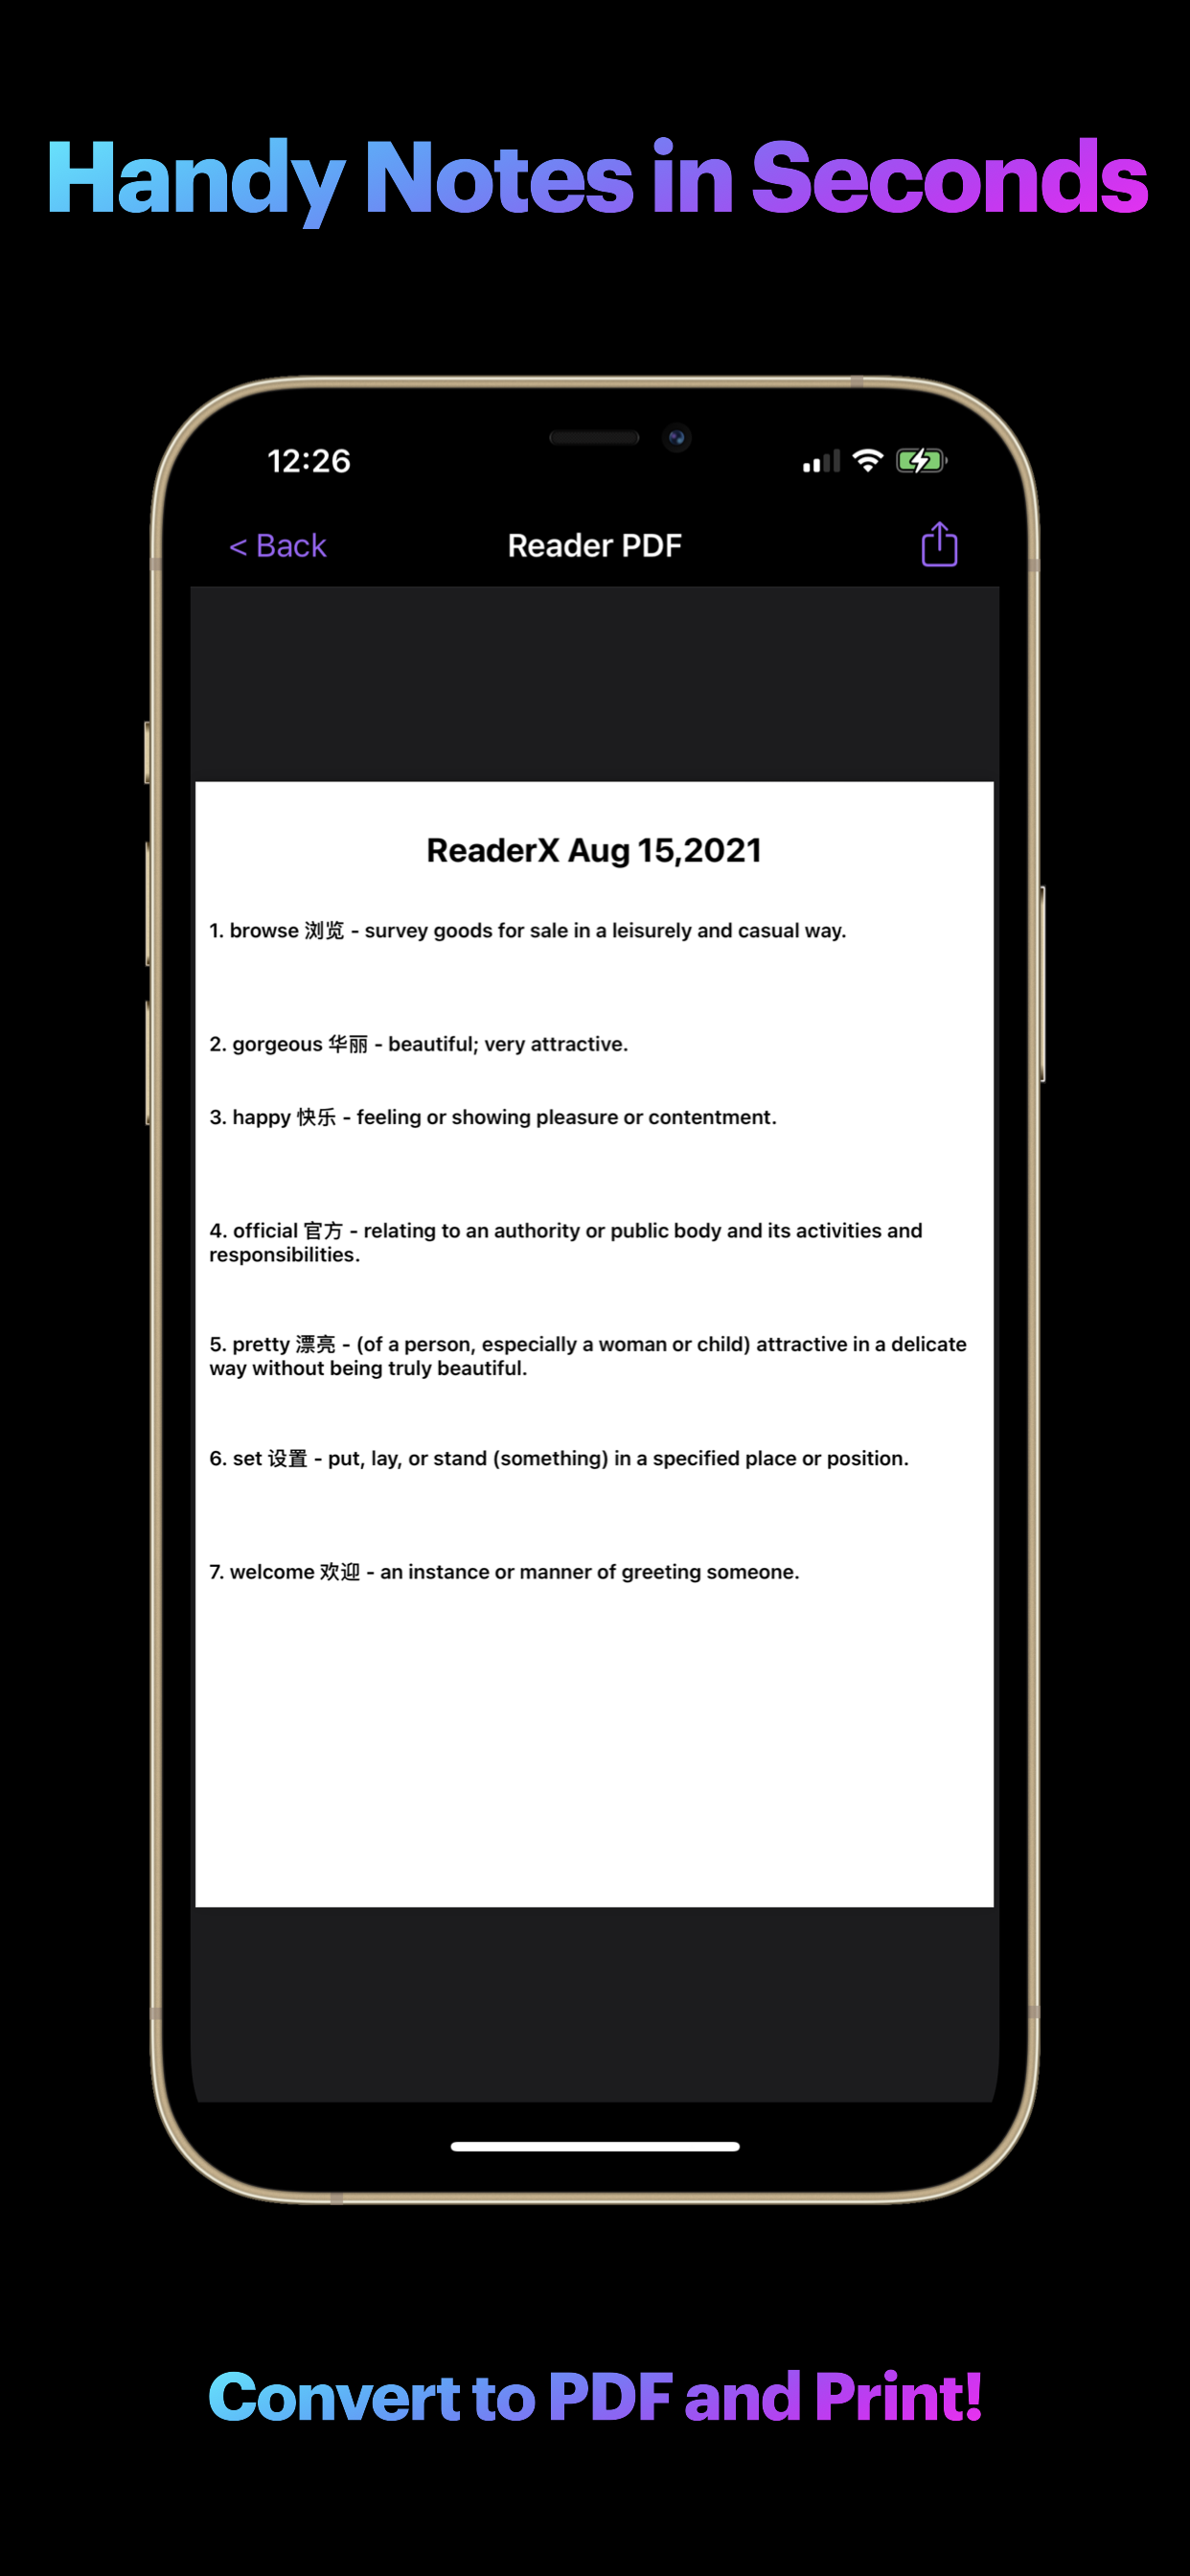 Handy Notes in Seconds
12:26
< Back
Reader PDF
ReaderX Aug 15,2021
1. browse 浏览 - survey goods for sale in a leisurely and casual way.
2. gorgeous 华丽 - beautiful; very attractive.
3. happy 快乐 - feeling or showing pleasure or contentment.
4. official 官方 - relating to an authority or public body and its activities and
responsibilities.
5. pretty 漂亮 - (of a person, especially a woman or child) attractive in a delicate
way without being truly beautiful.
6. set 设置 - put, lay, or stand (something) in a specified place or position.
7. welcome 欢迎 - an instance or manner of greeting someone.
Convert to PDF and Print!